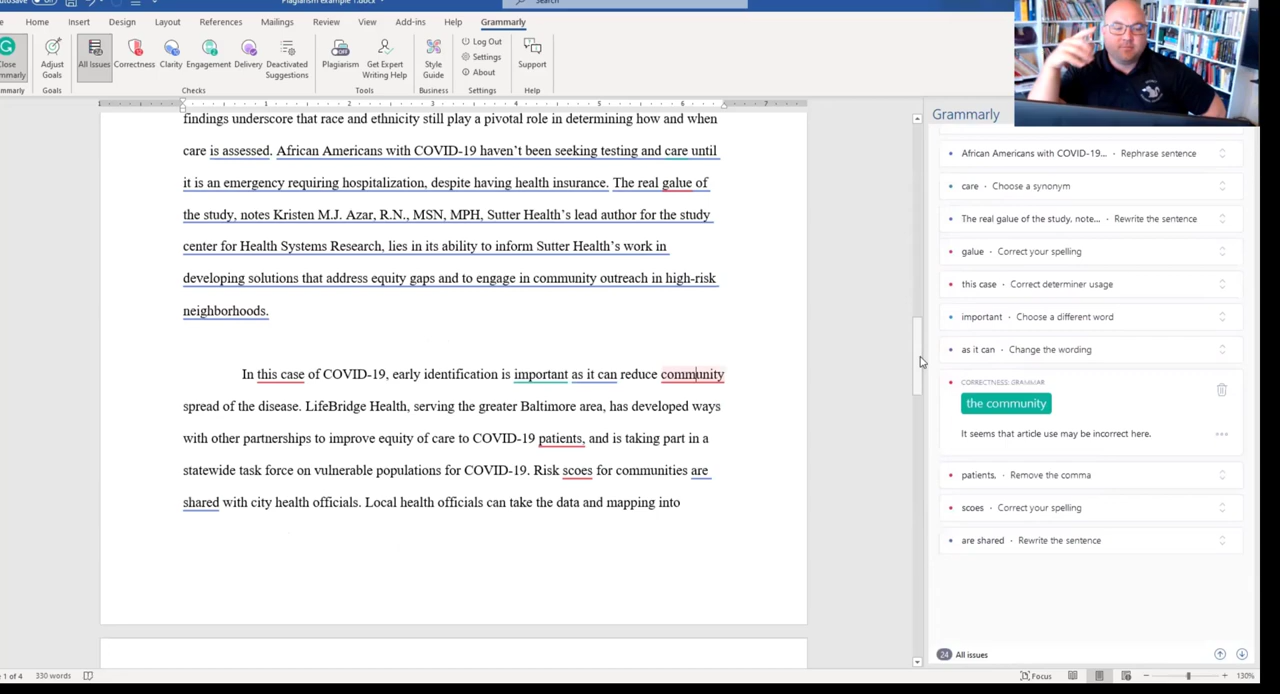 AutoSave
Plagiarism example 1.docx
Search
Home Insert Design Layout References Mailings Review View Add-ins Help Grammarly
Adjust Goals
All Issues
Correctness
Clarity
Engagement
Delivery
Deactivated Suggestions
Plagiarism
Get Expert Writing Help
Style Guide
Log Out
Settings
About
Support
Goals Checks Tools Business Settings Help
findings underscore that race and ethnicity still play a pivotal role in determining how and when
care is assessed. African Americans with COVID-19 haven't been seeking testing and care until
it is an emergency requiring hospitalization, despite having health insurance. The real galue of
the study, notes Kristen M.J. Azar, R.N., MSN, MPH, Sutter Health's lead author for the study
center for Health Systems Research, lies in its ability to inform Sutter Health's work in
developing solutions that address equity gaps and to engage in community outreach in high-risk
neighborhoods.
In this case of COVID-19, early identification is important as it can reduce community
spread of the disease. LifeBridge Health, serving the greater Baltimore area, has developed ways
with other partnerships to improve equity of care to COVID-19 patients, and is taking part in a
statewide task force on vulnerable populations for COVID-19. Risk scoes for communities are
shared with city health officials. Local health officials can take the data and mapping into
Grammarly
African Americans with COVID-19... · Rephrase sentence
care · Choose a synonym
The real galue of the study, note... · Rewrite the sentence
galue · Correct your spelling
this case · Correct determiner usage
important · Choose a different word
as it can · Change the wording
CORRECTNESS: GRAMMAR
the community
It seems that article use may be incorrect here.
patients, · Remove the comma
scoes · Correct your spelling
are shared · Rewrite the sentence
24 All issues
1 of 4 330 words
Focus
130%